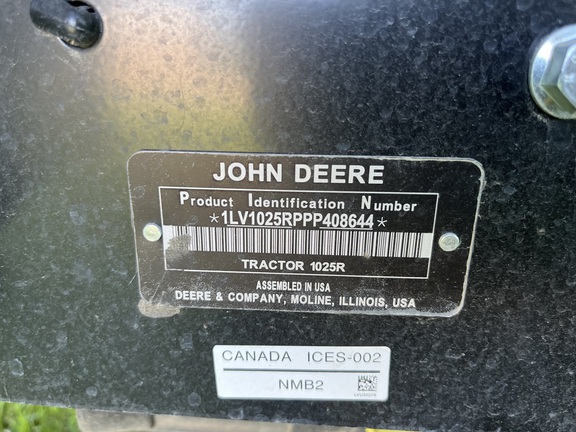 JOHN DEERE
Product Identification Number
*1LV1025RPPP408644*
TRACTOR 1025R
ASSEMBLED IN USA
DEERE & COMPANY, MOLINE, ILLINOIS, USA
CANADA ICES-002
NMB2